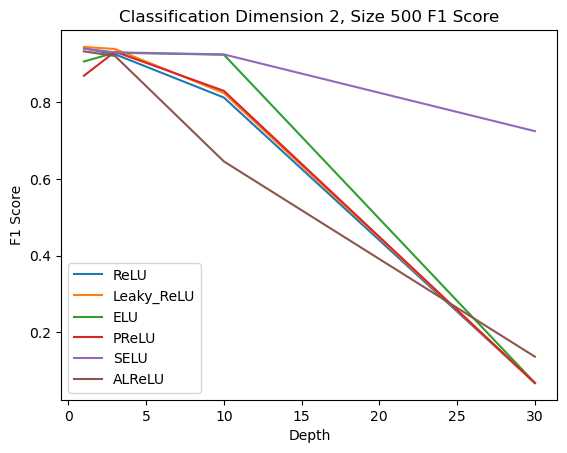 Classification Dimension 2, Size 500 F1 Score
0.8
0.6
0.4
0.2
F1 Score
ReLU
Leaky_ReLU
ELU
PReLU
SELU
ALReLU
0 5 10 15 20 25 30
Depth